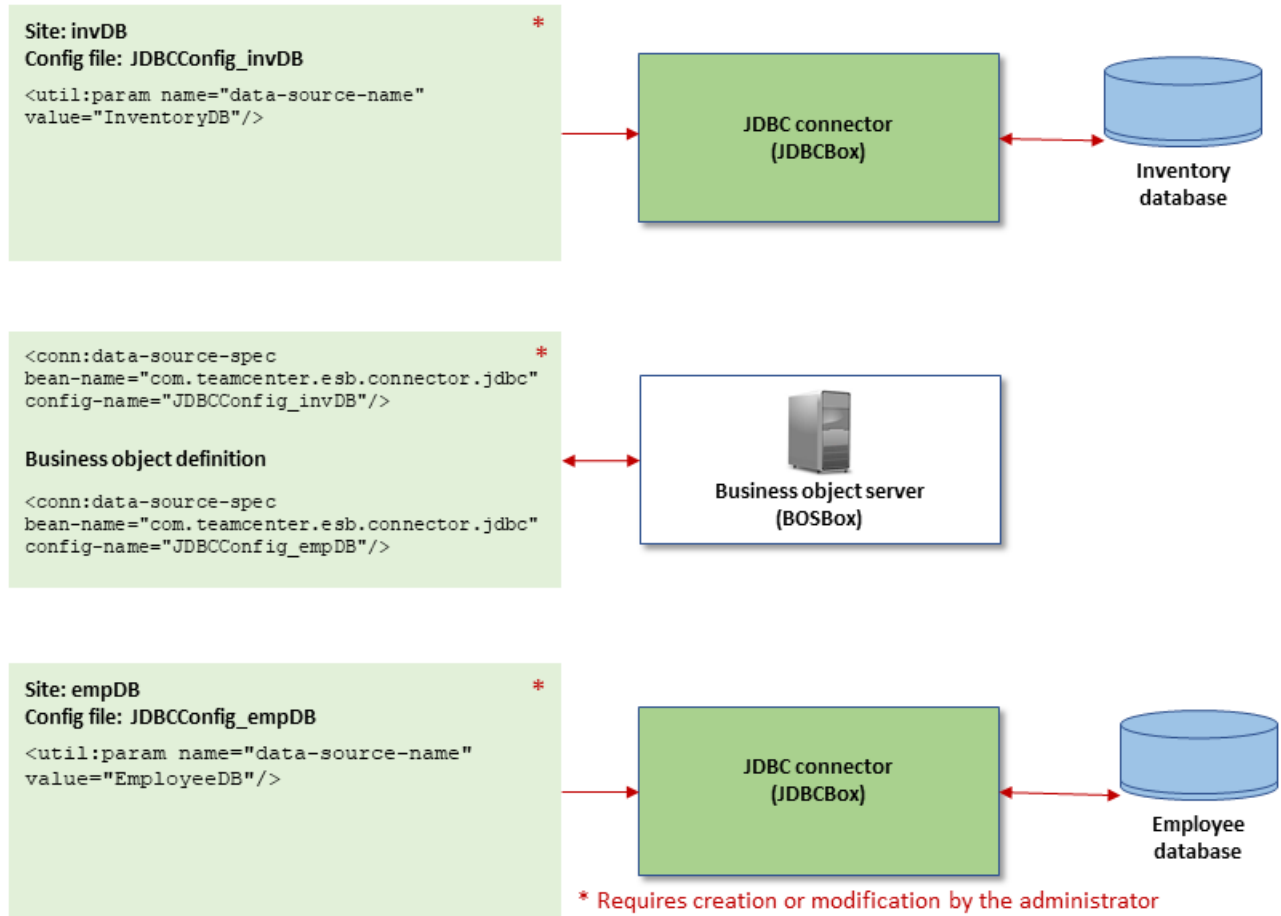 Site: invDB *
Config file: JDBCConfig_invDB
<util:param name="data-source-name"
value="InventoryDB"/>
JDBC connector
(JDBCBox)
Inventory
database
<conn:data-source-spec *
bean-name="com.teamcenter.esb.connector.jdbc"
config-name="JDBCConfig_invDB"/>
Business object definition
<conn:data-source-spec
bean-name="com.teamcenter.esb.connector.jdbc"
config-name="JDBCConfig_empDB"/>
Business object server
(BOSBox)
Site: empDB *
Config file: JDBCConfig_empDB
<util:param name="data-source-name"
value="EmployeeDB"/>
JDBC connector
(JDBCBox)
Employee
database
* Requires creation or modification by the administrator